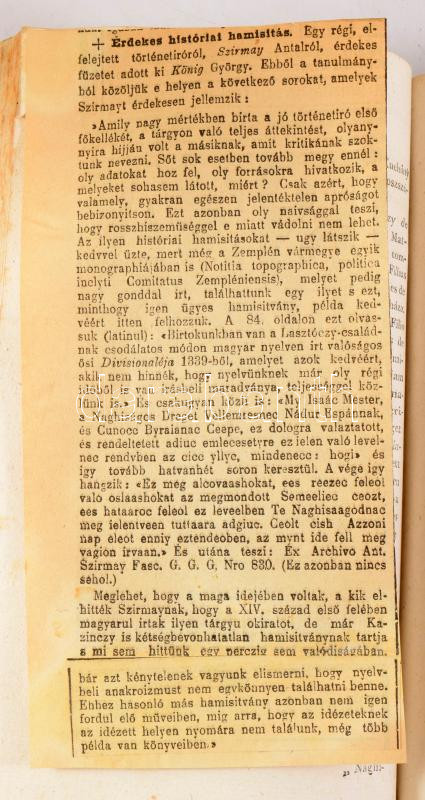 + Érdekes históriai hamisitás. Egy régi, el-
felejtett történetiróról, Szirmay Antalról, érdekes
füzetet adott ki König György. Ebből a tanulmány-
ból közöljük e helyen a következő sorokat, amelyek
Szirmayt érdekesen jellemzik:
»Amily nagy mértékben birta a jó történetiró első
főkellékét, a tárgyon való teljes áttekintést, olyany-
nyira hijján volt a másiknak, amit kritikának szok-
tunk nevezni. Sőt sok esetben tovább megy ennél:
oly adatokat hoz fel, oly forrásokra hivatkozik, a
melyeket sohasem látott, miért? Csak azért, hogy
valamely, gyakran egészen jelentéktelen apróságot
bebizonyitson. Ezt azonban oly naivsággal teszi,
hogy rosszhiszemüséggel e miatt vádolni nem lehet.
Az ilyen históriai hamisitásokat — ugy látszik —
kedvvel űzte, mert még a Zemplén vármegye egyik
monographiájában is (Notitia topographica, politica
inclyti Comitatus Zempléniensis), melyet pedig
nagy gonddal irt, találhattunk egy ilyet s ezt,
minthogy igen ügyes hamisitvány, példa ked-
véért itten felhozzuk. A 84. oldalon ezt olvas-
suk (latinul): »Birtokunkban van a Lasztóczy-család-
nak csodálatos módon magyar nyelven irt valóságos
ősi Divisionaléja 1339-ből, amelyet azok kedvéért,
akik nem hinnék, hogy nyelvünknek már oly régi
időből is van irásbeli maradványa, teljességgel köz-
lünk is.« És csakugyan közli is: «My Isaac Mester,
s Naghisages Drezel Vellemreznec Nádur Espánnak,
és Cunocc Byraianac Ceepe, ez dologra valaztatott,
és rendeltetett adiuc emlecsetvre ez ielen való level-
nec rendvben az cicc yllyc, mindenecc: hogi» és
igy tovább hatvanhét soron keresztül. A vége igy
hangzik: «Ez meg alcovaashokat, ees reezec feleol
való oslaashokat az megmondott Semeeliec ceozt,
ees hataaroc feleol ez leveelben Te Naghisaagodnac
meg ielentveen tuttaara adgiuc. Ceolt cish Azzoni
nap eleot enniy eztendeoben, az mynt ide fell meg
vagion irvaan.» És utána teszi: Ex Archivo Ant.
Szirmay Fasc. G. G. G. Nro 830. (Ez azonban nincs
sehol.)
Meglehet, hogy a maga idejében voltak, a kik el-
hitték Szirmaynak, hogy a XIV. század első felében
magyarul irtak ilyen tárgyu okiratot, de már Ka-
zinczy is kétségbevonhatatlan hamisitványnak tartja
s mi sem hittünk egy perczig sem valódiságában,
bár azt kénytelenek vagyunk elismerni, hogy nyelv-
beli anakroizmust nem egykönnyen találhatni benne.
Ehhez hasonló más hamisitvány azonban nem igen
fordul elő müveiben, mig arra, hogy az idézeteknek
az idézett helyen nyomára nem találunk, még több
példa van könyveiben.»